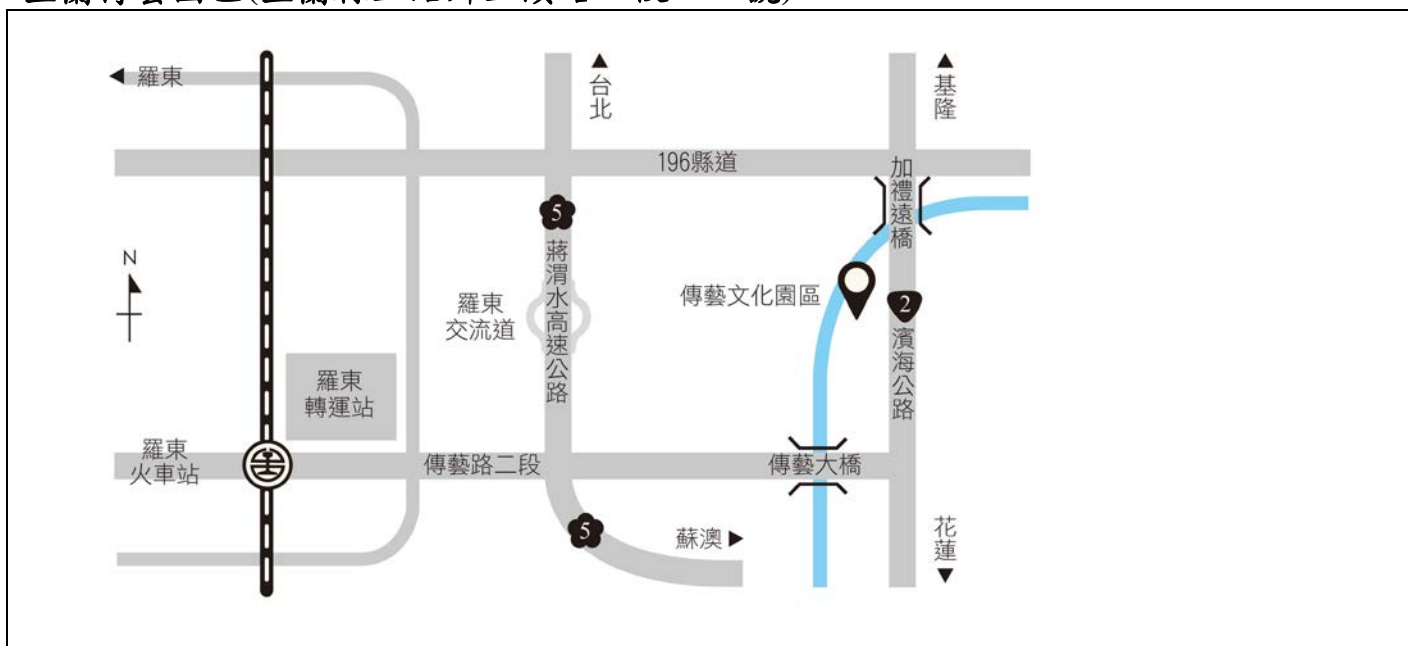 羅東
台北
基隆
196縣道
加禮遠橋
5
N
蔣渭水高速公路
羅東
交流道
傳藝文化園區
2
濱海公路
羅東
轉運站
羅東
火車站
傳藝路二段
傳藝大橋
5
蘇澳
花蓮